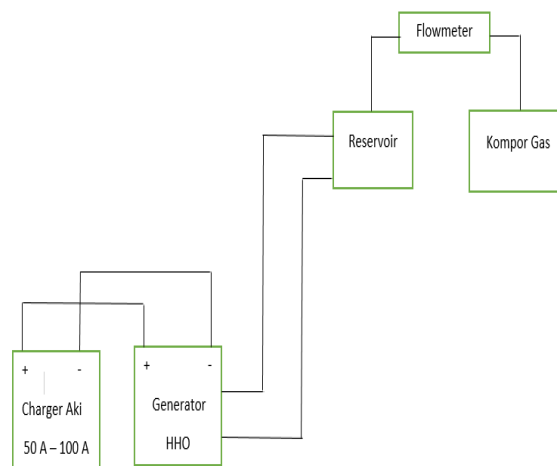 Flowmeter
Reservoir
Kompor Gas
+ -
Charger Aki
50 A – 100 A
+ -
Generator
HHO